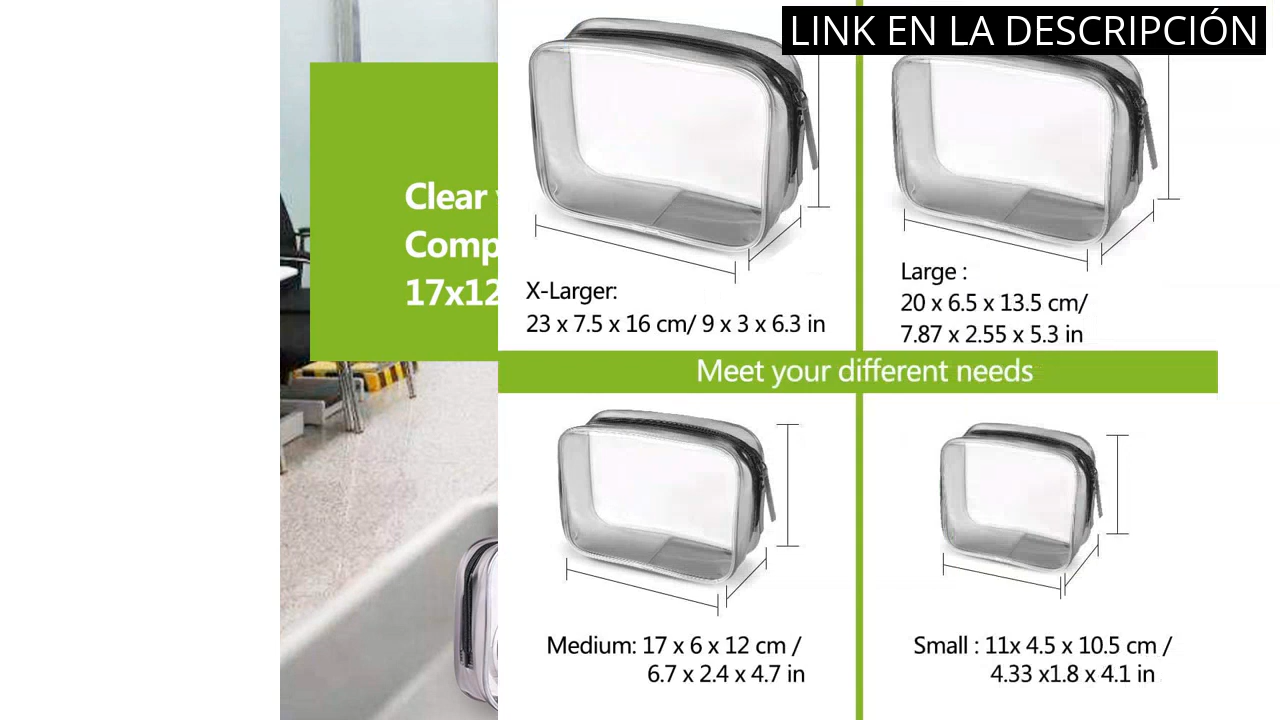 LINK EN LA DESCRIPCIÓN
Clear
Comp
17x12
X-Larger:
23 x 7.5 x 16 cm/ 9 x 3 x 6.3 in
Large :
20 x 6.5 x 13.5 cm/
7.87 x 2.55 x 5.3 in
Meet your different needs
Medium: 17 x 6 x 12 cm /
6.7 x 2.4 x 4.7 in
Small : 11x 4.5 x 10.5 cm /
4.33 x1.8 x 4.1 in